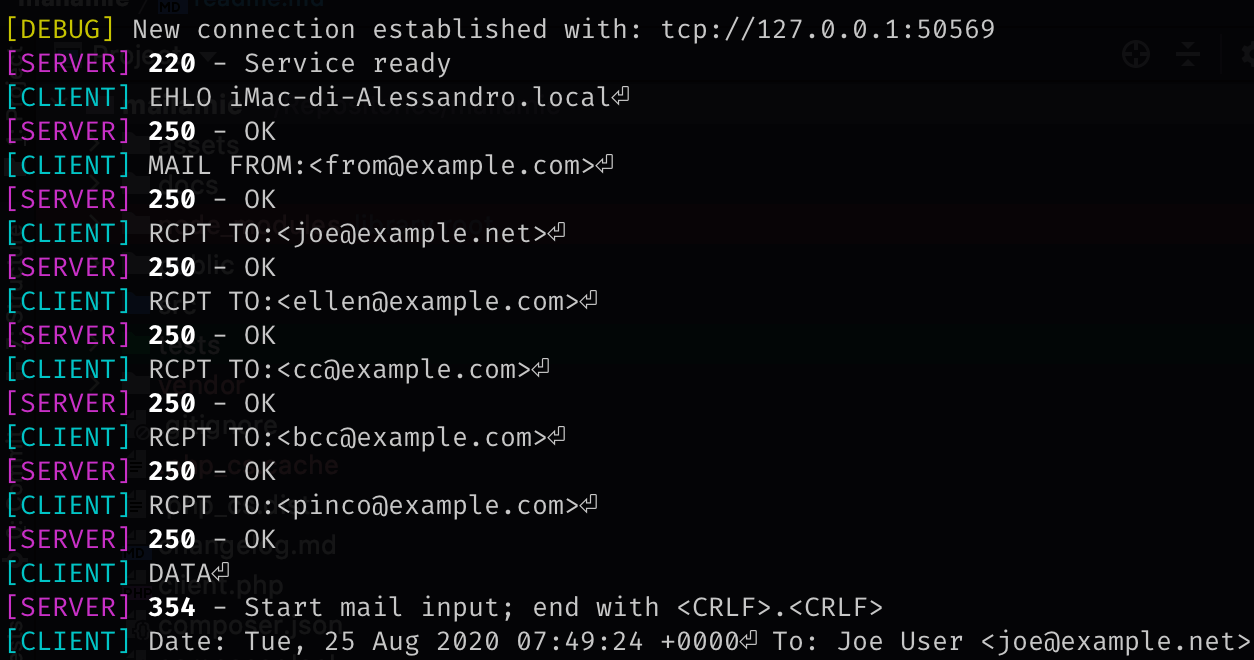 [DEBUG] New connection established with: tcp://127.0.0.1:50569
[SERVER] 220 - Service ready
[CLIENT] EHLO iMac-di-Alessandro.local⏎
[SERVER] 250 - OK
[CLIENT] MAIL FROM:<from@example.com>⏎
[SERVER] 250 - OK
[CLIENT] RCPT TO:<joe@example.net>⏎
[SERVER] 250 - OK
[CLIENT] RCPT TO:<ellen@example.com>⏎
[SERVER] 250 - OK
[CLIENT] RCPT TO:<cc@example.com>⏎
[SERVER] 250 - OK
[CLIENT] RCPT TO:<bcc@example.com>⏎
[SERVER] 250 - OK
[CLIENT] RCPT TO:<pinco@example.com>⏎
[SERVER] 250 - OK
[CLIENT] DATA⏎
[SERVER] 354 - Start mail input; end with <CRLF>.<CRLF>
[CLIENT] Date: Tue, 25 Aug 2020 07:49:24 +0000⏎ To: Joe User <joe@example.net>